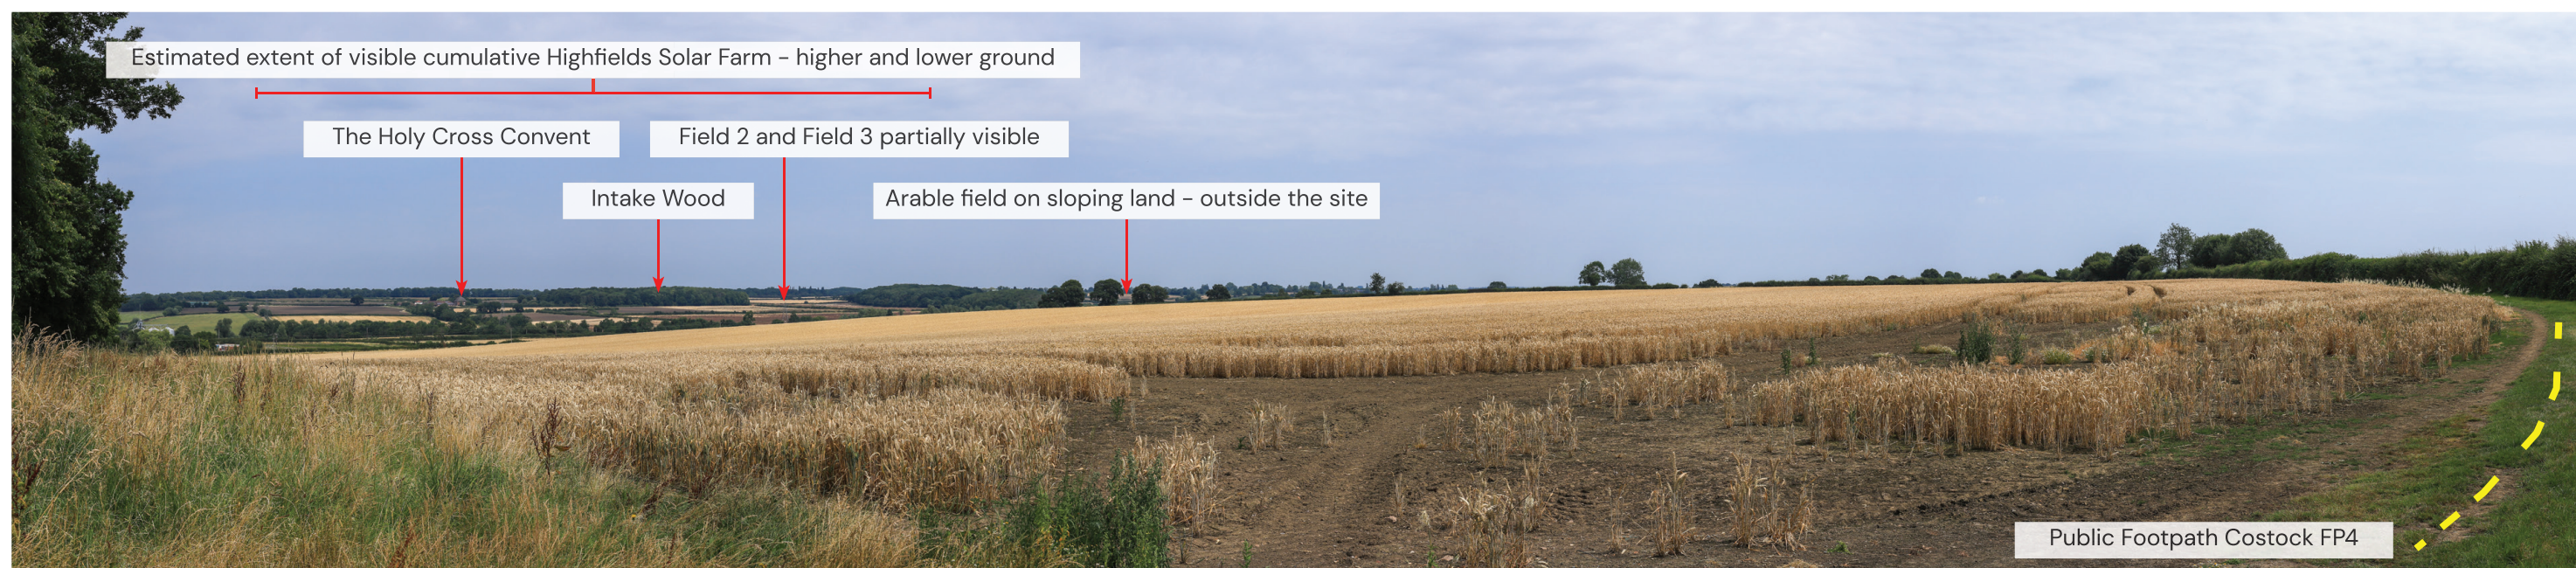 Estimated extent of visible cumulative Highfields Solar Farm - higher and lower ground
The Holy Cross Convent
Field 2 and Field 3 partially visible
Intake Wood
Arable field on sloping land - outside the site
Public Footpath Costock FP4